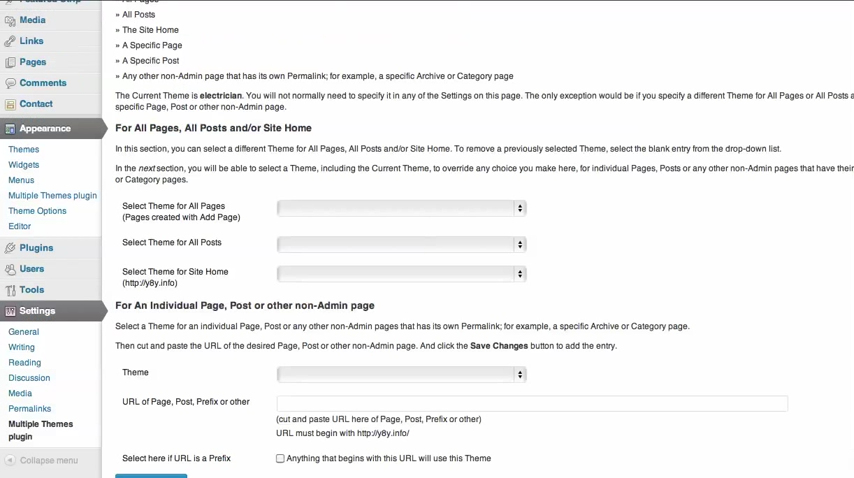 Media
Links
Pages
Comments
Contact
Appearance
Themes
Widgets
Menus
Multiple Themes plugin
Theme Options
Editor
Plugins
Users
Tools
Settings
General
Writing
Reading
Discussion
Media
Permalinks
Multiple Themes
plugin
Collapse menu
» All Posts
» The Site Home
» A Specific Page
» A Specific Post
» Any other non-Admin page that has its own Permalink; for example, a specific Archive or Category page
The Current Theme is electrician. You will not normally need to specify it in any of the Settings on this page. The only exception would be if you specify a different Theme for All Pages or All Posts a
specific Page, Post or other non-Admin page.
For All Pages, All Posts and/or Site Home
In this section, you can select a different Theme for All Pages, All Posts and/or Site Home. To remove a previously selected Theme, select the blank entry from the drop-down list.
In the next section, you will be able to select a Theme, including the Current Theme, to override any choice you make here, for individual Pages, Posts or any other non-Admin pages that have their
or Category pages.
Select Theme for All Pages
(Pages created with Add Page)
Select Theme for All Posts
Select Theme for Site Home
(http://y8y.info)
For An Individual Page, Post or other non-Admin page
Select a Theme for an individual Page, Post or any other non-Admin pages that has its own Permalink; for example, a specific Archive or Category page.
Then cut and paste the URL of the desired Page, Post or other non-Admin page. And click the Save Changes button to add the entry.
Theme
URL of Page, Post, Prefix or other
(cut and paste URL here of Page, Post, Prefix or other)
URL must begin with http://y8y.info/
Select here if URL is a Prefix
Anything that begins with this URL will use this Theme